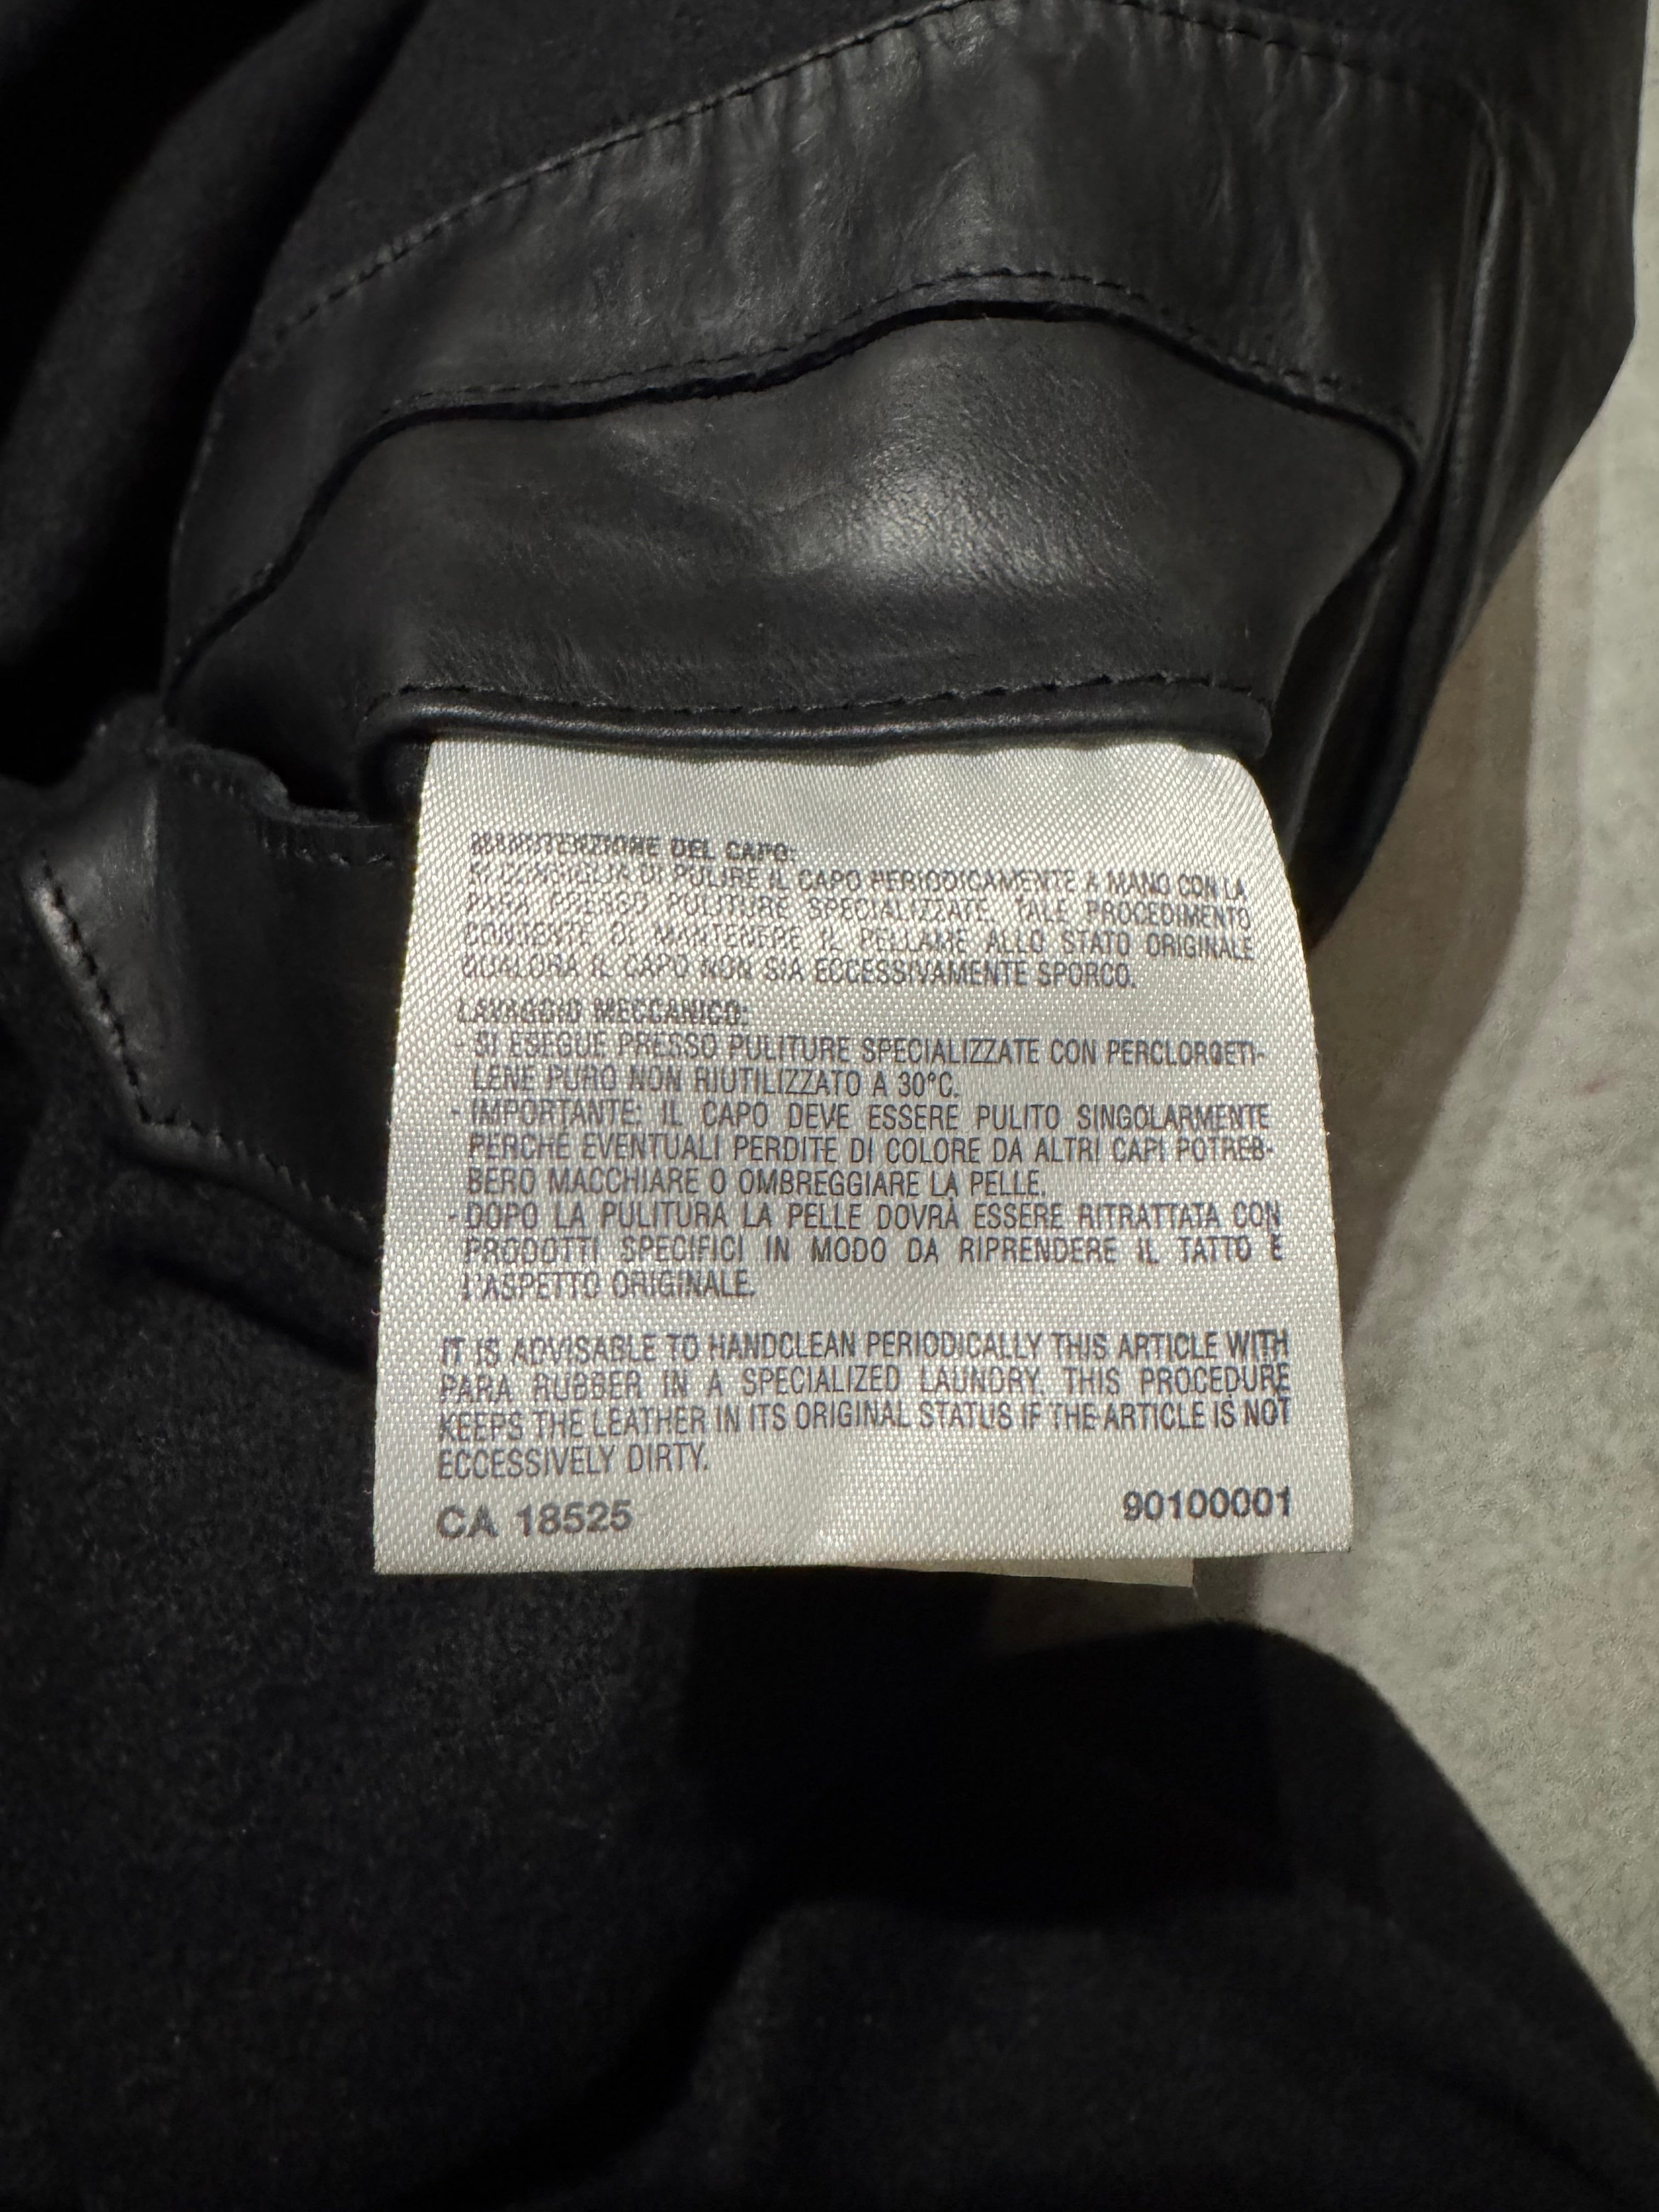 MANUTENZIONE DEL CAPO:
SI CONSIGLIA DI PULIRE IL CAPO PERIODICAMENTE A MANO CON LA
PARA PRESSO PULITURE SPECIALIZZATE. TALE PROCEDIMENTO
CONSENTE DI MANTENERE IL PELLAME ALLO STATO ORIGINALE
QUALORA IL CAPO NON SIA ECCESSIVAMENTE SPORCO.
LAVAGGIO MECCANICO:
- SI ESEGUE PRESSO PULITURE SPECIALIZZATE CON PERCLOROETI-
LENE PURO NON RIUTILIZZATO A 30°C.
- IMPORTANTE: IL CAPO DEVE ESSERE PULITO SINGOLARMENTE
PERCHÉ EVENTUALI PERDITE DI COLORE DA ALTRI CAPI POTREB-
BERO MACCHIARE O OMBREGGIARE LA PELLE.
- DOPO LA PULITURA LA PELLE DOVRÀ ESSERE RITRATTATA CON
PRODOTTI SPECIFICI IN MODO DA RIPRENDERE IL TATTO E
L'ASPETTO ORIGINALE.
IT IS ADVISABLE TO HANDCLEAN PERIODICALLY THIS ARTICLE WITH
PARA RUBBER IN A SPECIALIZED LAUNDRY. THIS PROCEDURE
KEEPS THE LEATHER IN ITS ORIGINAL STATUS IF THE ARTICLE IS NOT
ECCESSIVELY DIRTY.
CA 18525 90100001